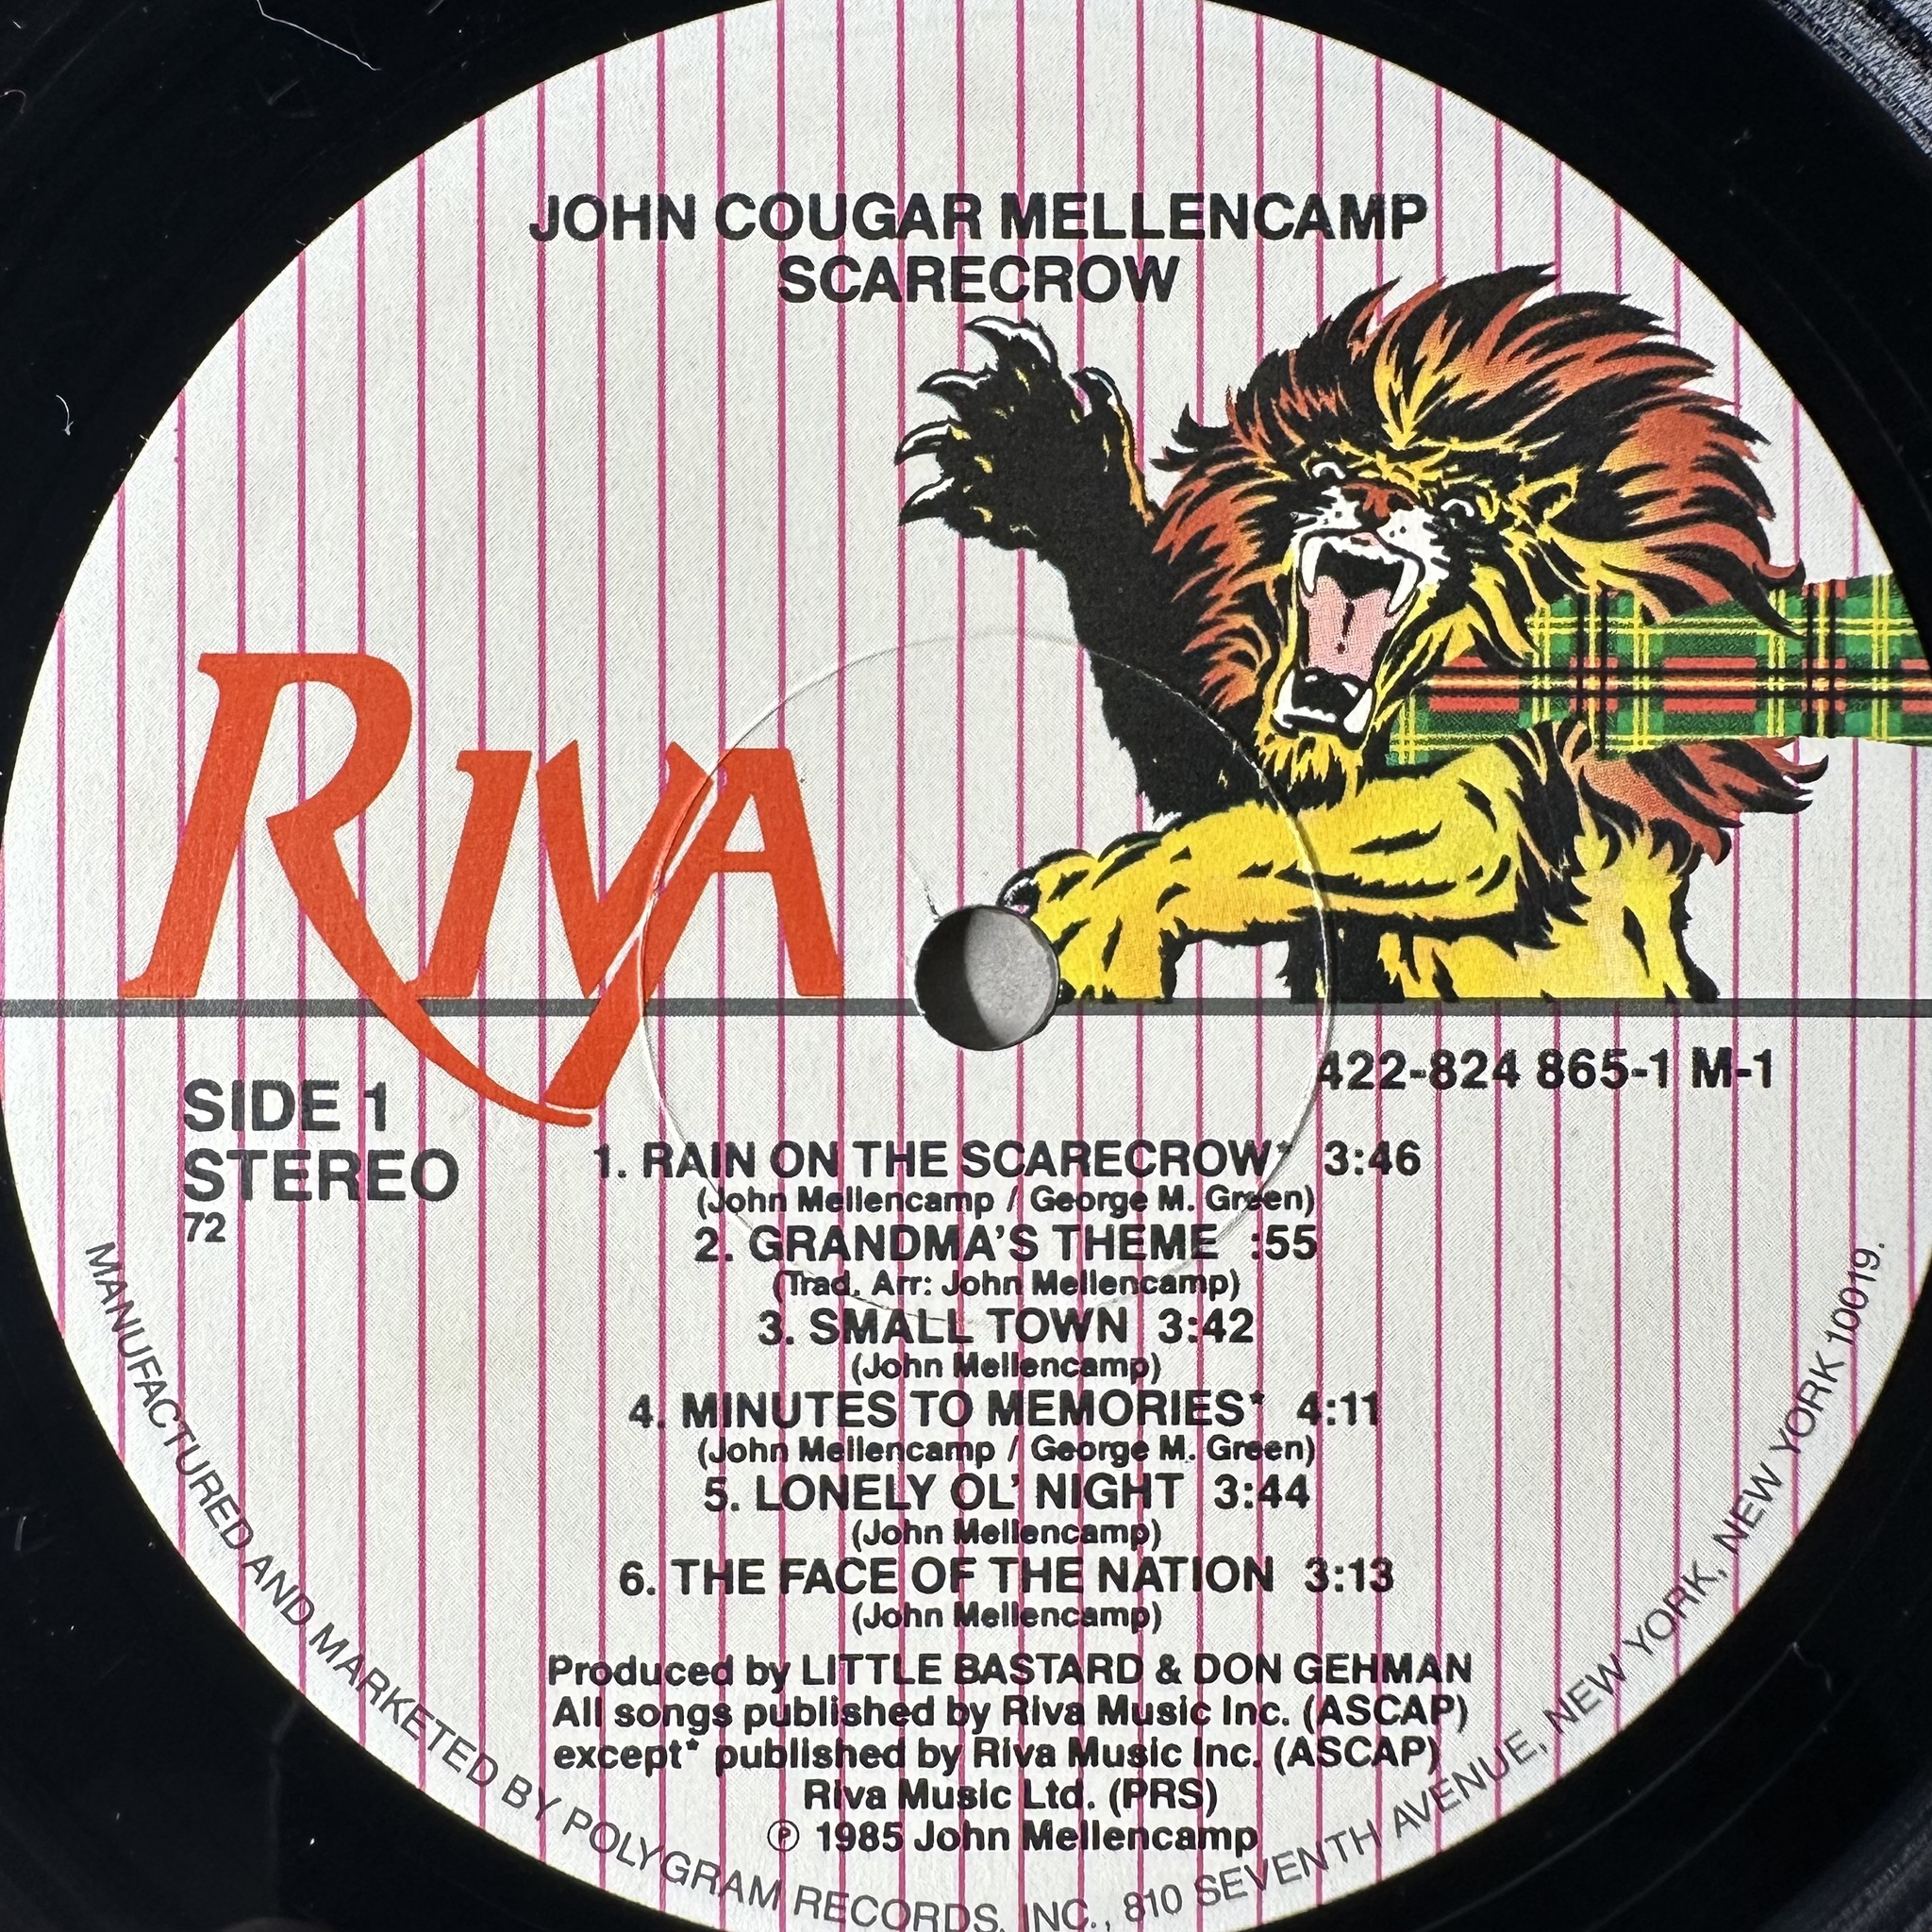 JOHN COUGAR MELLENCAMP
SCARECROW
RIVA
SIDE 1
STEREO
72
422-824 865-1 M-1
1. RAIN ON THE SCARECROW* 3:46
(John Mellencamp / George M. Green)
2. GRANDMA'S THEME :55
(Trad. Arr: John Mellencamp)
3. SMALL TOWN 3:42
(John Mellencamp)
4. MINUTES TO MEMORIES* 4:11
(John Mellencamp / George M. Green)
5. LONELY OL' NIGHT 3:44
(John Mellencamp)
6. THE FACE OF THE NATION 3:13
(John Mellencamp)
Produced by LITTLE BASTARD & DON GEHMAN
All songs published by Riva Music Inc. (ASCAP)
except* published by Riva Music Inc. (ASCAP)
Riva Music Ltd. (PRS)
℗ 1985 John Mellencamp
MANUFACTURED AND MARKETED BY POLYGRAM RECORDS, INC., 810 SEVENTH AVENUE, NEW YORK, NEW YORK 10019.